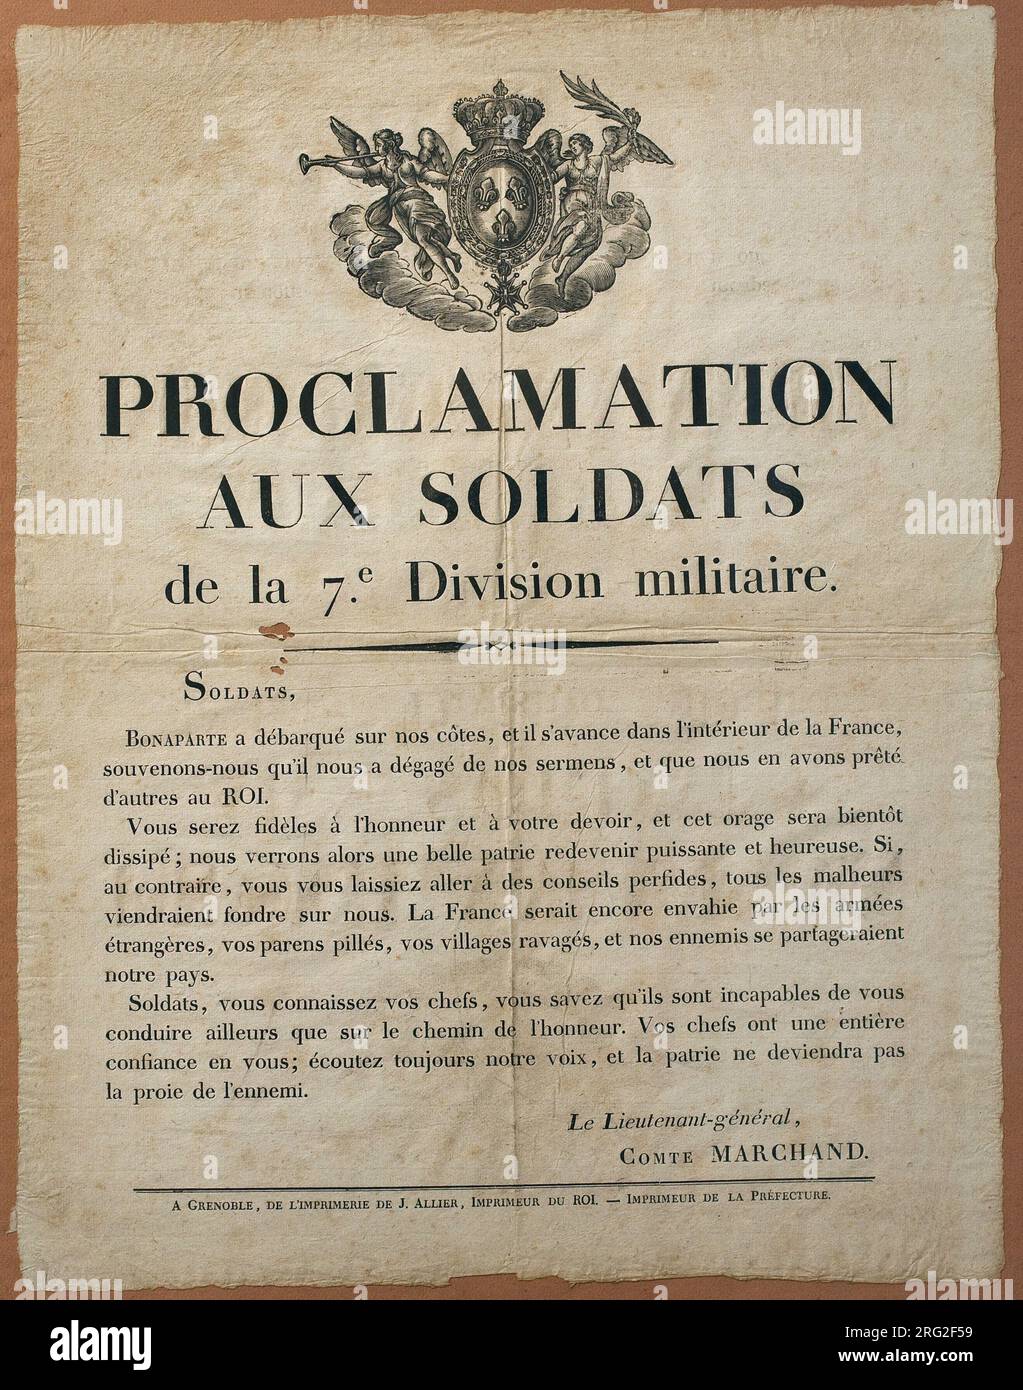 PROCLAMATION
AUX SOLDATS
de la 7.e Division militaire.
SOLDATS,
BONAPARTE a débarqué sur nos côtes, et il s'avance dans l'intérieur de la France,
souvenons-nous qu'il nous a dégagé de nos sermens, et que nous en avons prêté
d'autres au ROI.
Vous serez fidèles à l'honneur et à votre devoir, et cet orage sera bientôt
dissipé; nous verrons alors une belle patrie redevenir puissante et heureuse. Si,
au contraire, vous vous laissiez aller à des conseils perfides, tous les malheurs
viendraient fondre sur nous. La France serait encore envahie par les armées
étrangères, vos parens pillés, vos villages ravagés, et nos ennemis se partageraient
notre pays.
Soldats, vous connaissez vos chefs, vous savez qu'ils sont incapables de vous
conduire ailleurs que sur le chemin de l'honneur. Vos chefs ont une entière
confiance en vous; écoutez toujours notre voix, et la patrie ne deviendra pas
la proie de l'ennemi.
Le Lieutenant-général,
COMTE MARCHAND.
A GRENOBLE, DE L'IMPRIMERIE DE J. ALLIER, IMPRIMEUR DU ROI. — IMPRIMEUR DE LA PRÉFECTURE.
alamy
Image ID: 2RG2F59
www.alamy.com